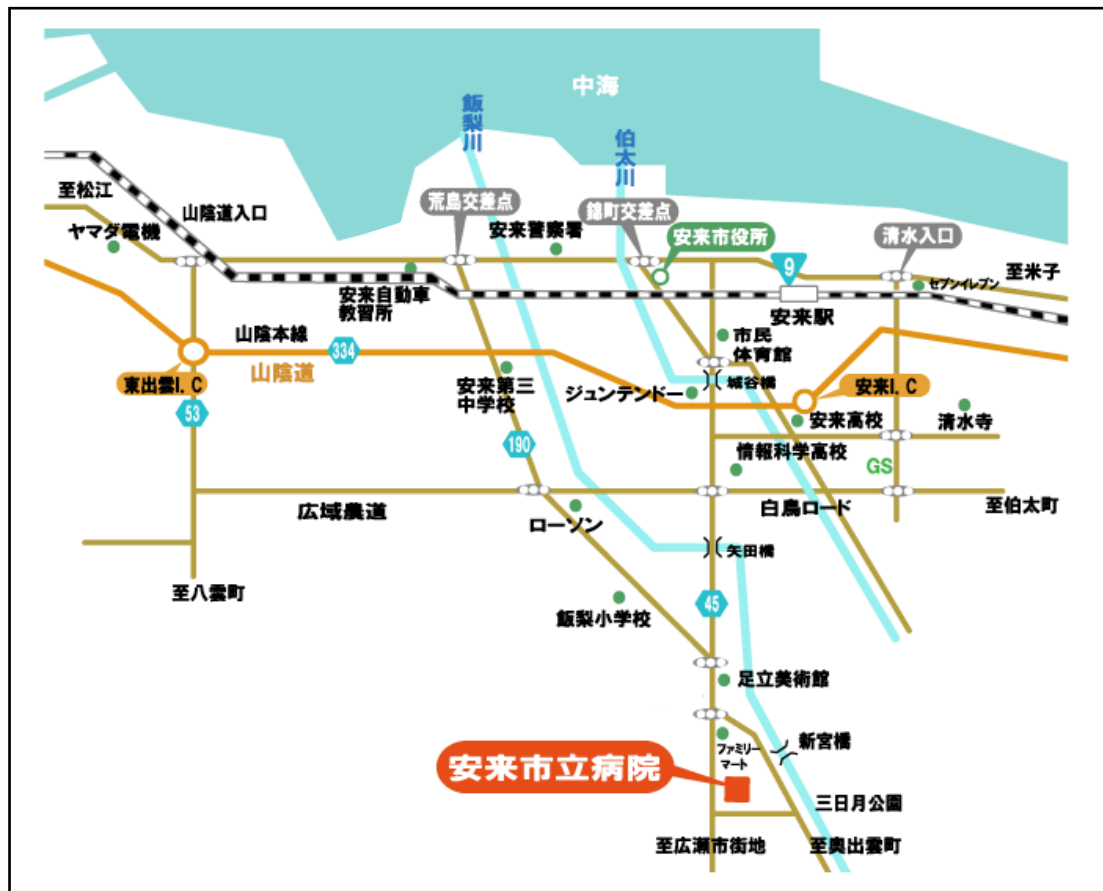 中海
飯梨川
伯太川
至松江
山陰道入口
荒島交差点
錦町交差点
ヤマダ電機
安来警察署
安来市役所
清水入口
9
至米子
セブンイレブン
安来自動車
教習所
安来駅
山陰本線
334
市民
体育館
山陰道
東出雲I. C
安来第三
中学校
ジュンテンドー
城谷橋
安来I. C
53
安来高校
清水寺
190
情報科学高校
GS
広域農道
ローソン
白鳥ロード
至伯太町
矢田橋
至八雲町
飯梨小学校
45
足立美術館
新宮橋
ファミリー
マート
安来市立病院
三日月公園
至広瀬市街地
至奥出雲町